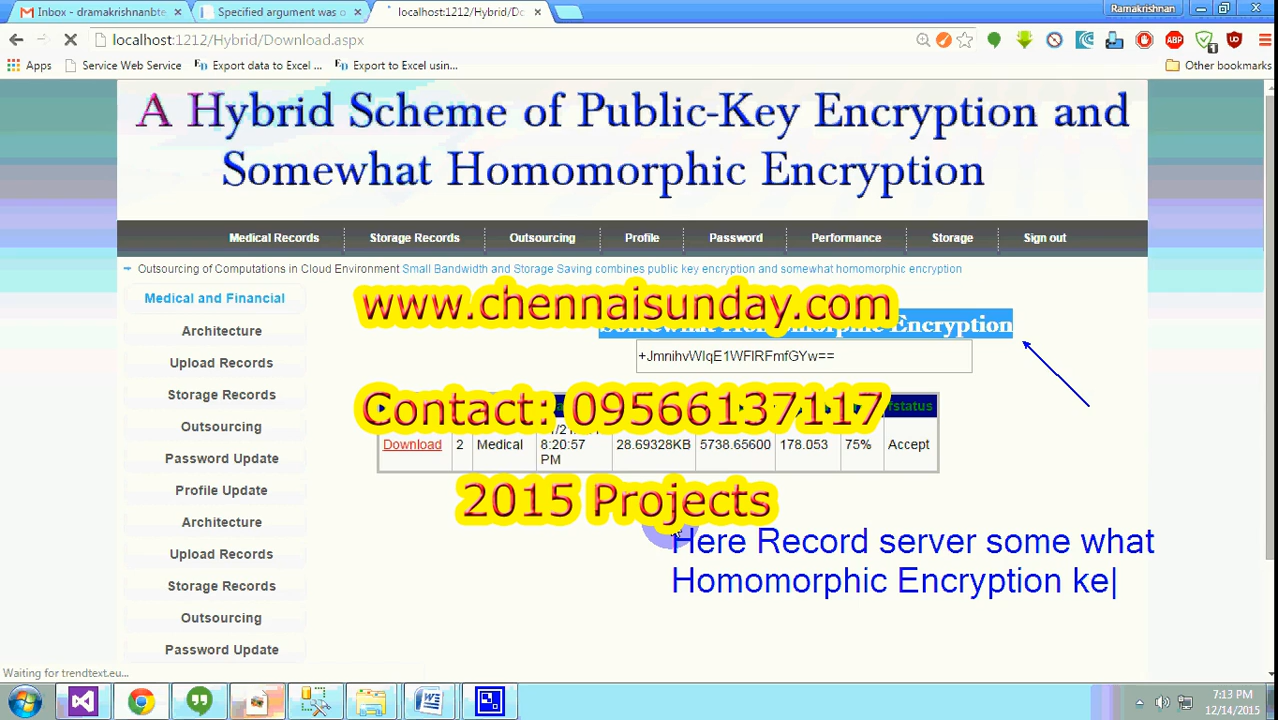 Inbox - dramakrishnanbte
Specified argument was o
localhost:1212/Hybrid/Do
Ramakrishnan
localhost:1212/Hybrid/Download.aspx
Apps
Service Web Service
Export data to Excel ...
Export to Excel usin...
Other bookmarks
A Hybrid Scheme of Public-Key Encryption and
Somewhat Homomorphic Encryption
Medical Records
Storage Records
Outsourcing
Profile
Password
Performance
Storage
Sign out
Outsourcing of Computations in Cloud Environment Small Bandwidth and Storage Saving combines public key encryption and somewhat homomorphic encryption
Medical and Financial
Architecture
Upload Records
Storage Records
Outsourcing
Password Update
Profile Update
Architecture
Upload Records
Storage Records
Outsourcing
Password Update
www.chennaisunday.com
Encryption
Contact: 09566137117
Download 2 Medical
8:20:57
PM
28.69328KB 5738.65600 178.053 75% Accept
2015 Projects
Here Record server some what
Homomorphic Encryption ke
Waiting for trendtext.eu...
7:13 PM
12/14/2015